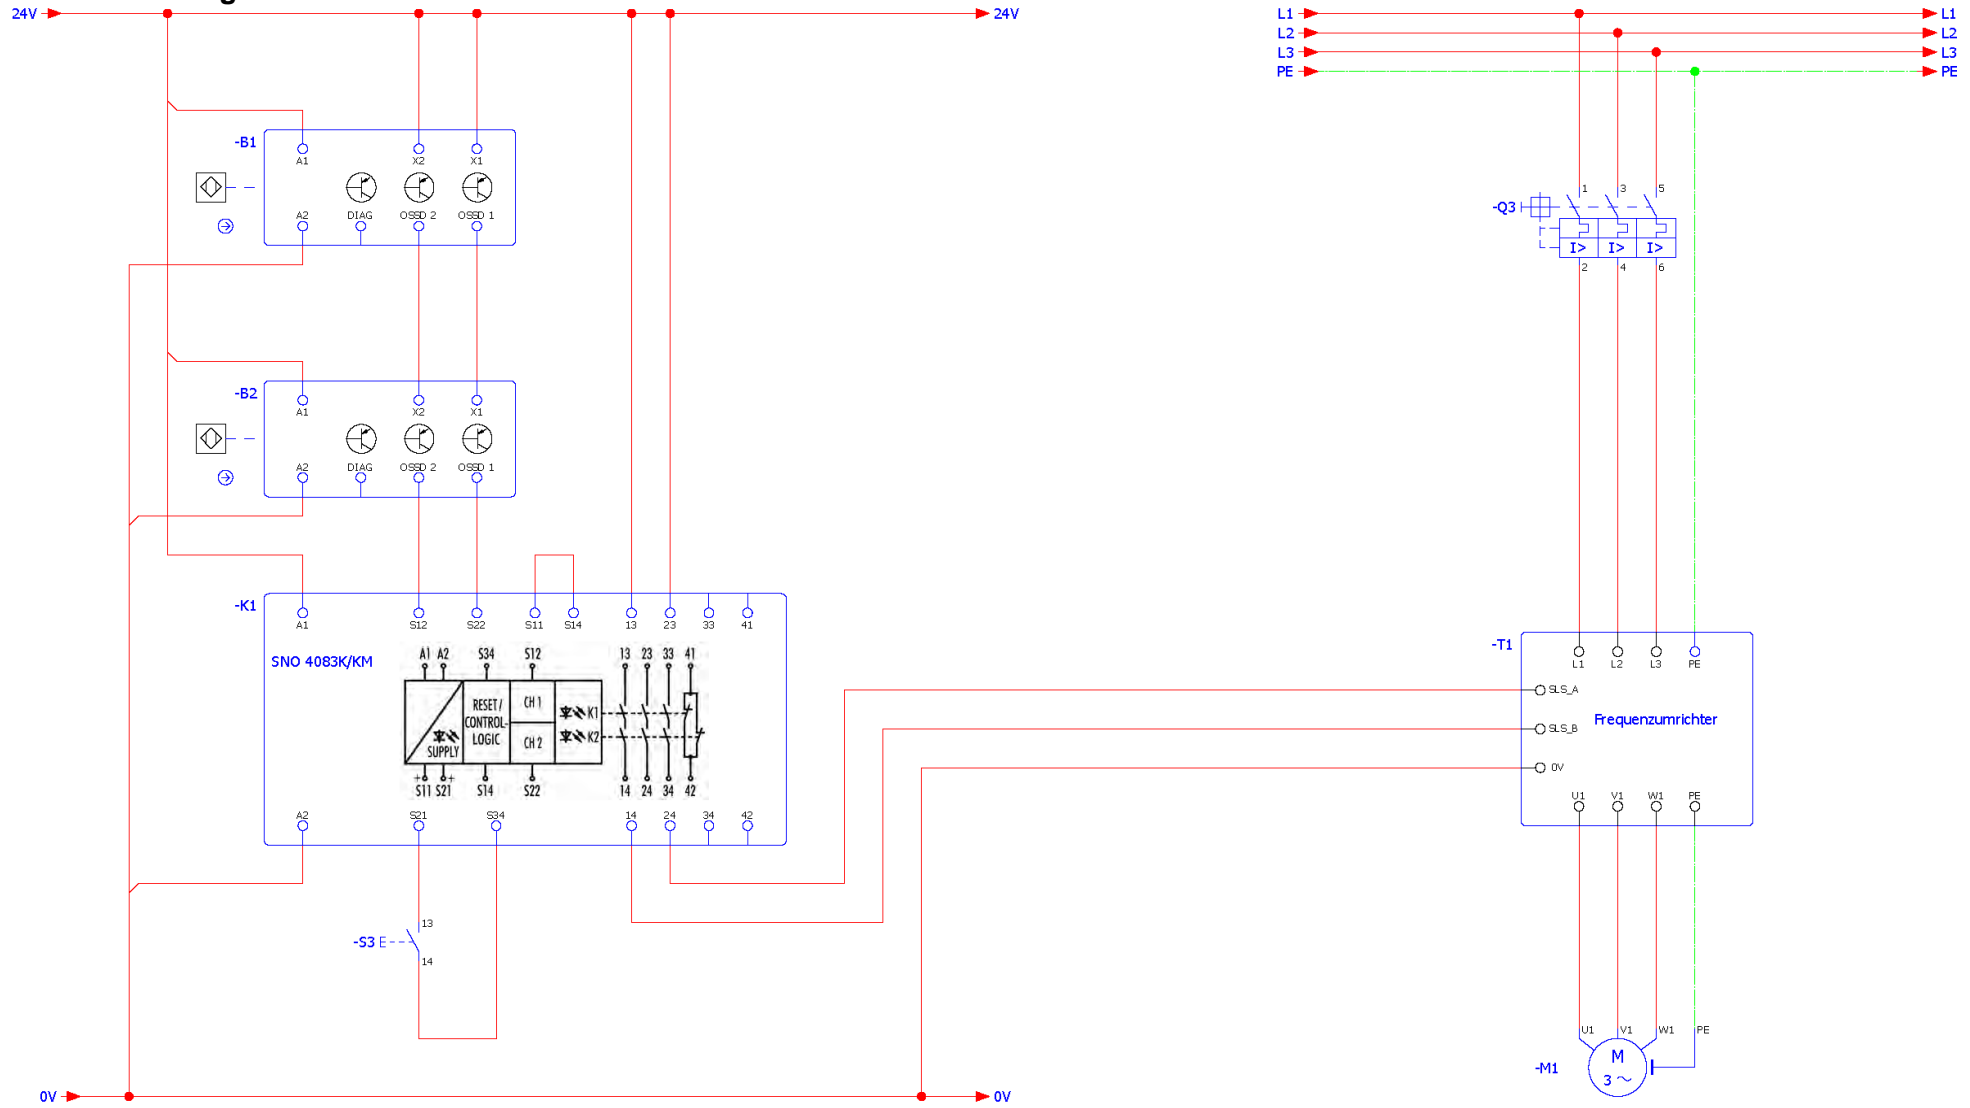 24V 24V L1 L1
L2 L2
L3 L3
PE PE
-B1
A1 X2 X1
A2 DIAG OSSD 2 OSSD 1
-Q3
1 3 5
I> I> I>
2 4 6
-B2
A1 X2 X1
A2 DIAG OSSD 2 OSSD 1
-K1
A1 S12 S22 S11 S14 13 23 33 41
SNO 4083K/KM
A1 A2 S34 S12 13 23 33 41
RESET/
CONTROL-
LOGIC
CH 1
CH 2
K1
K2
SUPPLY
+ +
S11 S21 S14 S22 14 24 34 42
A2 S21 S34 14 24 34 42
-T1
L1 L2 L3 PE
SLS_A
SLS_B
0V
Frequenzumrichter
U1 V1 W1 PE
-S3
13
14
U1 V1 W1 PE
-M1
M
3 ~
0V 0V